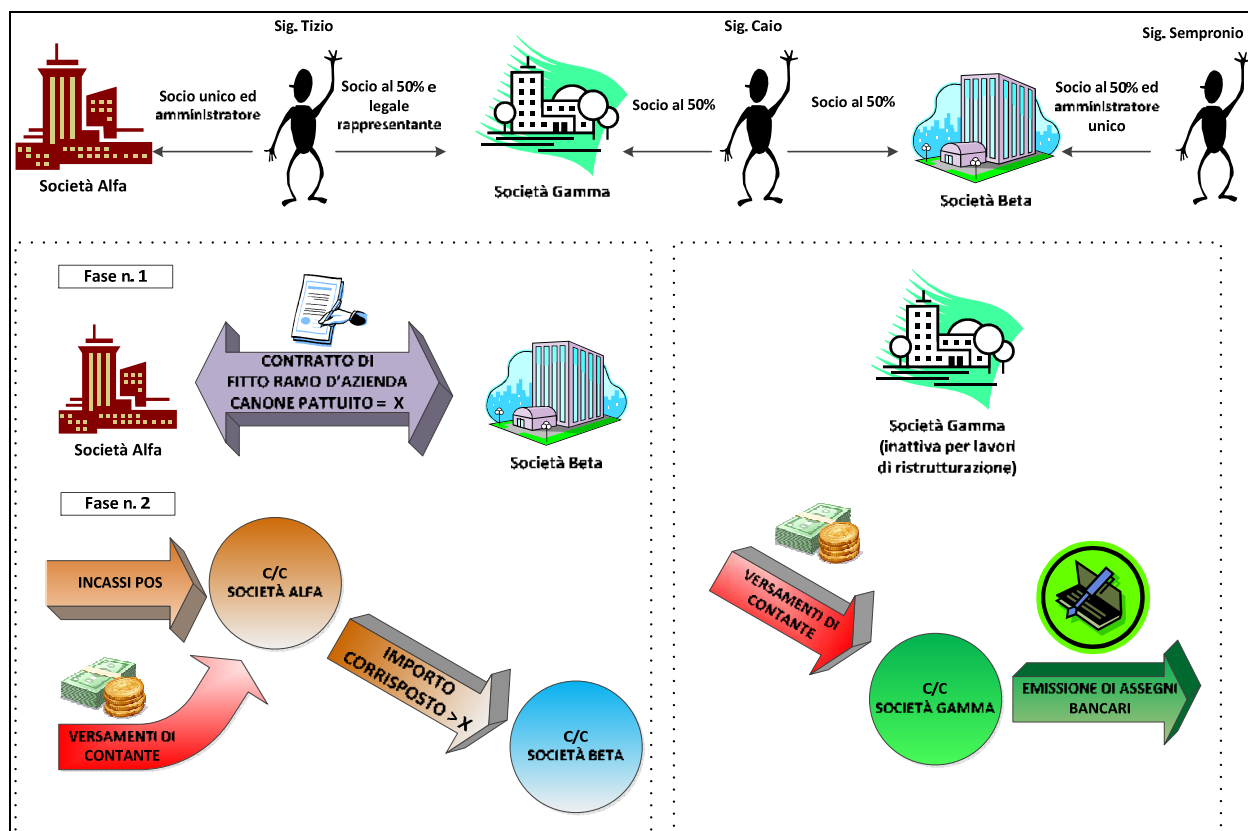 Sig. Tizio
Sig. Caio
Sig. Sempronio
Socio unico ed
amministratore
Socio al 50% e
legale
rappresentante
Socio al 50%
Socio al 50%
Socio al 50% ed
amministratore
unico
Società Alfa
Società Gamma
Società Beta
Fase n. 1
CONTRATTO DI
FITTO RAMO D'AZIENDA
CANONE PATTUITO = X
Società Alfa
Società Beta
Fase n. 2
INCASSI POS
C/C
SOCIETÀ ALFA
VERSAMENTI DI
CONTANTE
IMPORTO
CORRISPOSTO > X
C/C
SOCIETÀ BETA
Società Gamma
(inattiva per lavori
di ristrutturazione)
VERSAMENTI DI
CONTANTE
C/C
SOCIETÀ GAMMA
EMISSIONE DI ASSEGNI
BANCARI